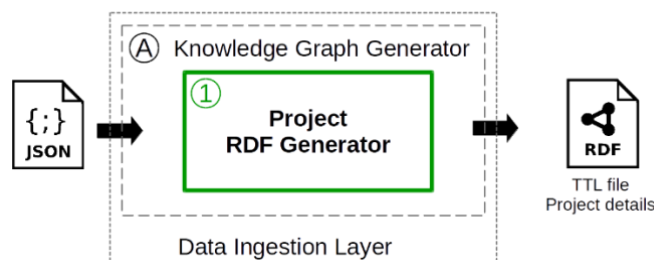 Ⓐ Knowledge Graph Generator
①
Project
RDF Generator
{;}
JSON
RDF
TTL file
Project details
Data Ingestion Layer